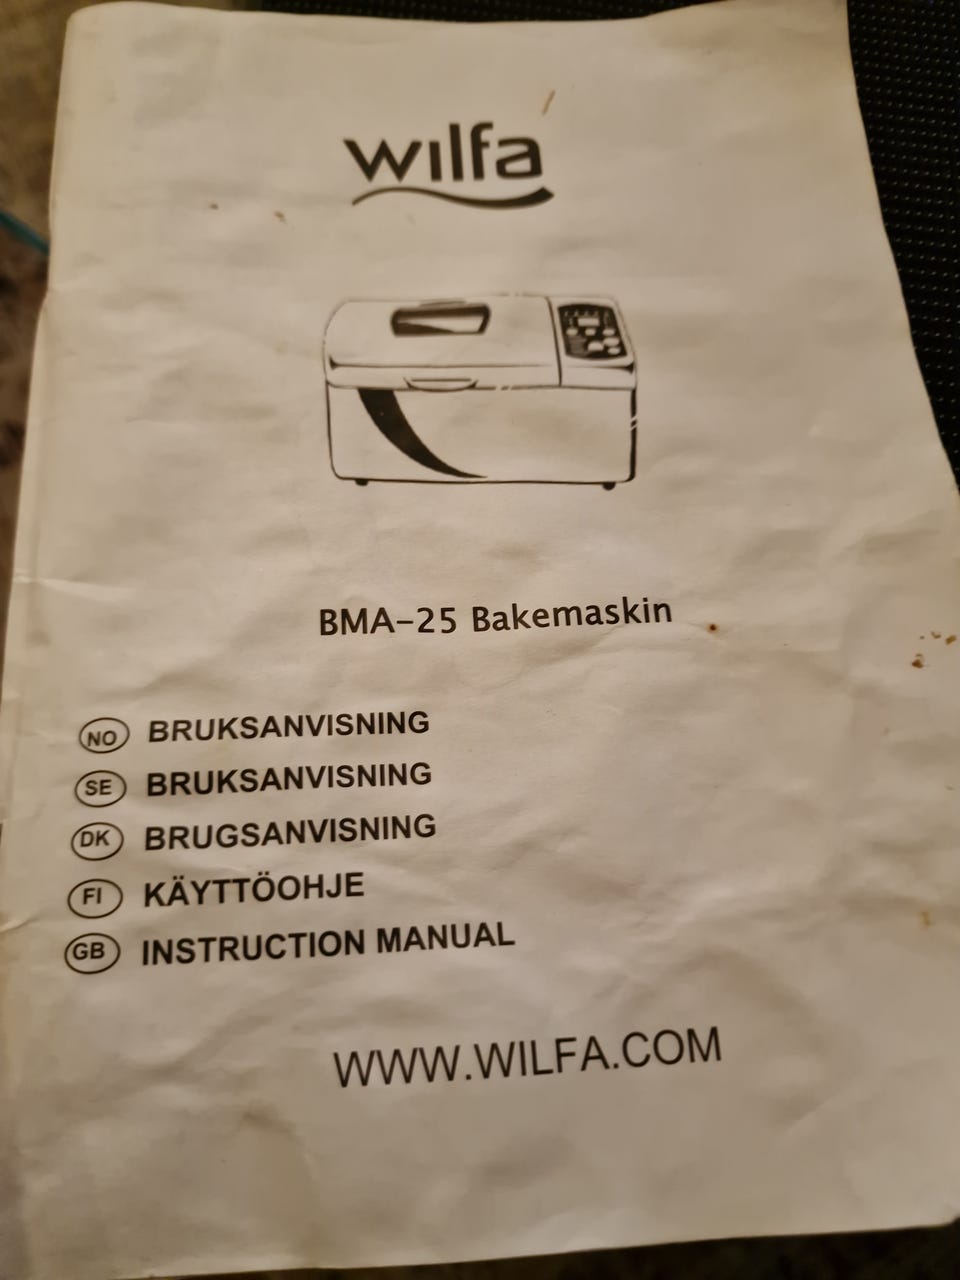 wilfa
BMA-25 Bakemaskin
NO BRUKSANVISNING
SE BRUKSANVISNING
DK BRUGSANVISNING
FI KÄYTTÖOHJE
GB INSTRUCTION MANUAL
WWW.WILFA.COM